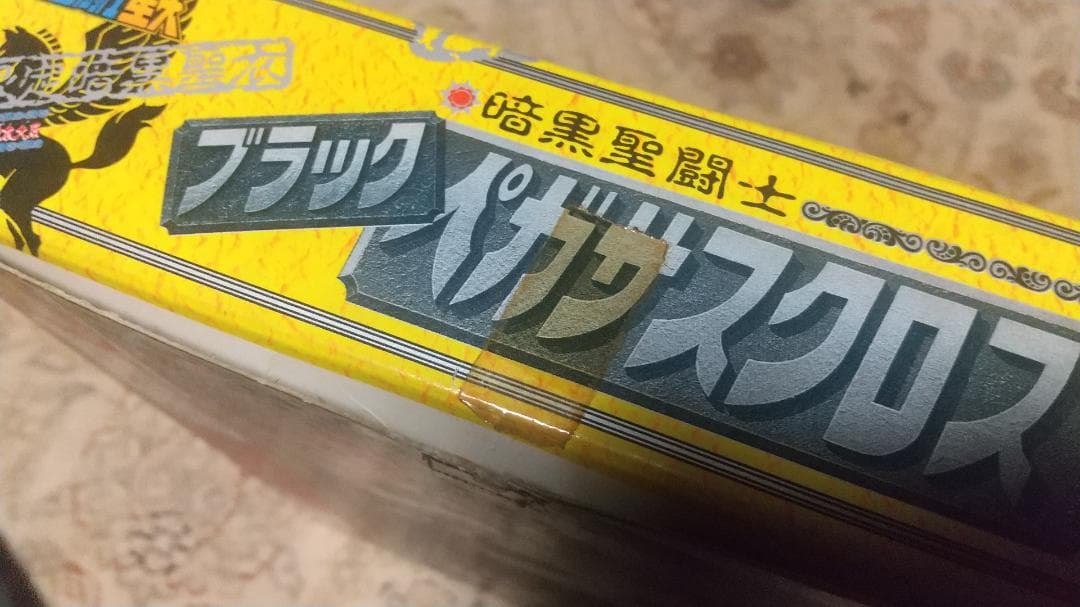 暗黒聖衣
暗黒聖闘士
ブラック
ペガサスクロス